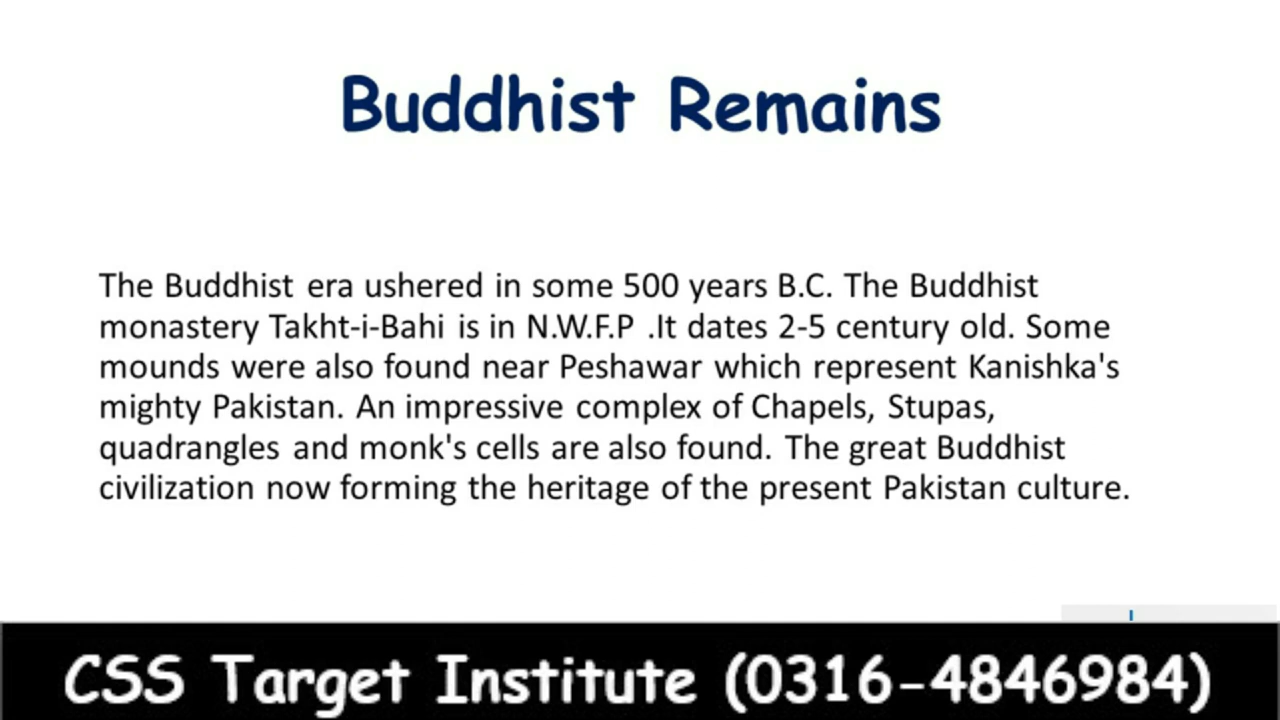 Buddhist Remains
The Buddhist era ushered in some 500 years B.C. The Buddhist
monastery Takht-i-Bahi is in N.W.F.P .It dates 2-5 century old. Some
mounds were also found near Peshawar which represent Kanishka's
mighty Pakistan. An impressive complex of Chapels, Stupas,
quadrangles and monk's cells are also found. The great Buddhist
civilization now forming the heritage of the present Pakistan culture.
CSS Target Institute (0316-4846984)